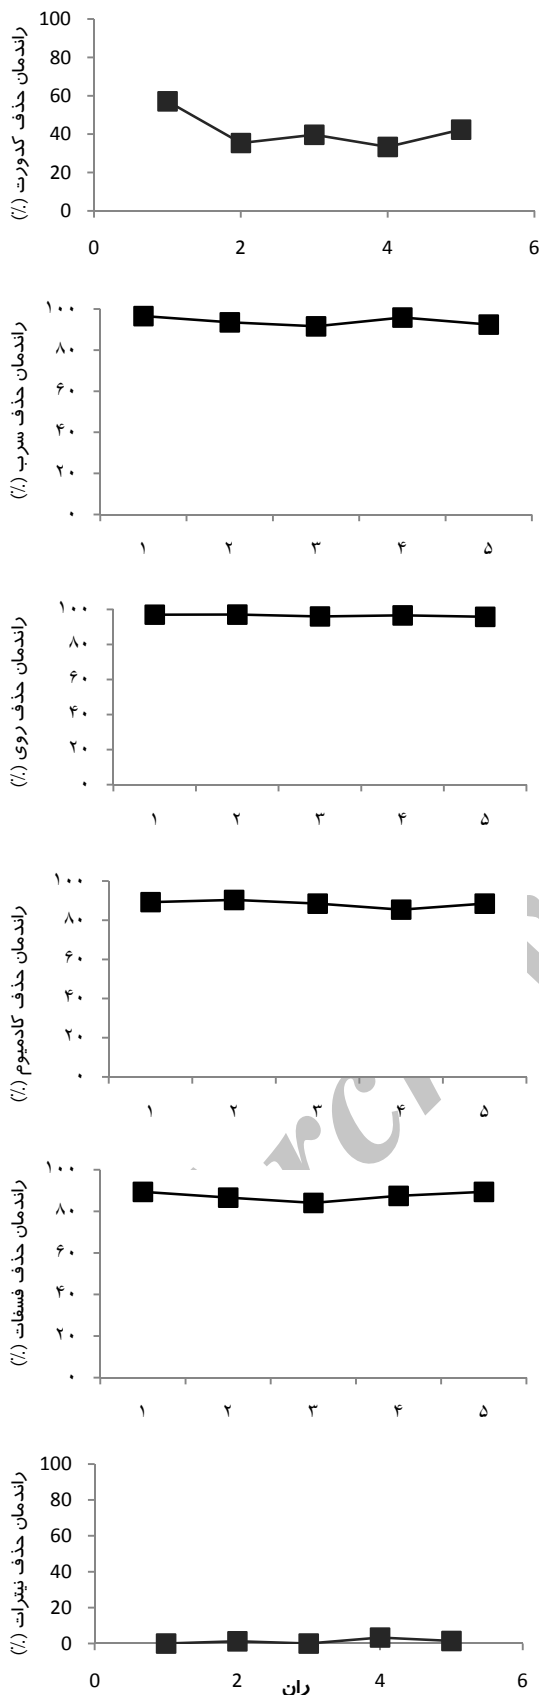 راندمان حذف کدورت (٪)
100
80
60
40
20
0
0 2 4 6
راندمان حذف سرب (٪)
۱۰۰
۸۰
۶۰
۴۰
۲۰
۰
۱ ۲ ۳ ۴ ۵
راندمان حذف روی (٪)
۱۰۰
۸۰
۶۰
۴۰
۲۰
۰
۱ ۲ ۳ ۴ ۵
راندمان حذف کادمیوم (٪)
۱۰۰
۸۰
۶۰
۴۰
۲۰
۰
۱ ۲ ۳ ۴ ۵
راندمان حذف فسفات (٪)
۱۰۰
۸۰
۶۰
۴۰
۲۰
۰
۱ ۲ ۳ ۴ ۵
راندمان حذف نیترات (٪)
100
80
60
40
20
0
0 2 4 6
ران